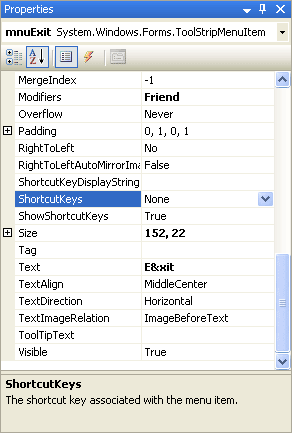 Properties
mnuExit System.Windows.Forms.ToolStripMenuItem
A
Z
MergeIndex -1
Modifiers Friend
Overflow Never
Padding 0, 1, 0, 1
RightToLeft No
RightToLeftAutoMirrorIma False
ShortcutKeyDisplayString
ShortcutKeys None
ShowShortcutKeys True
Size 152, 22
Tag
Text E&xit
TextAlign MiddleCenter
TextDirection Horizontal
TextImageRelation ImageBeforeText
ToolTipText
Visible True
ShortcutKeys
The shortcut key associated with the menu item.